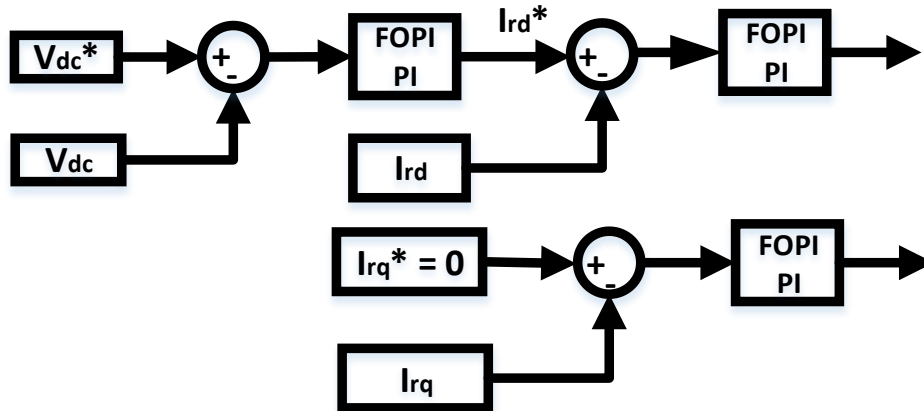 Vdc*
+
-
FOPI
PI
Ird*
+
-
FOPI
PI
Vdc
Ird
Irq* = 0
+
-
FOPI
PI
Irq